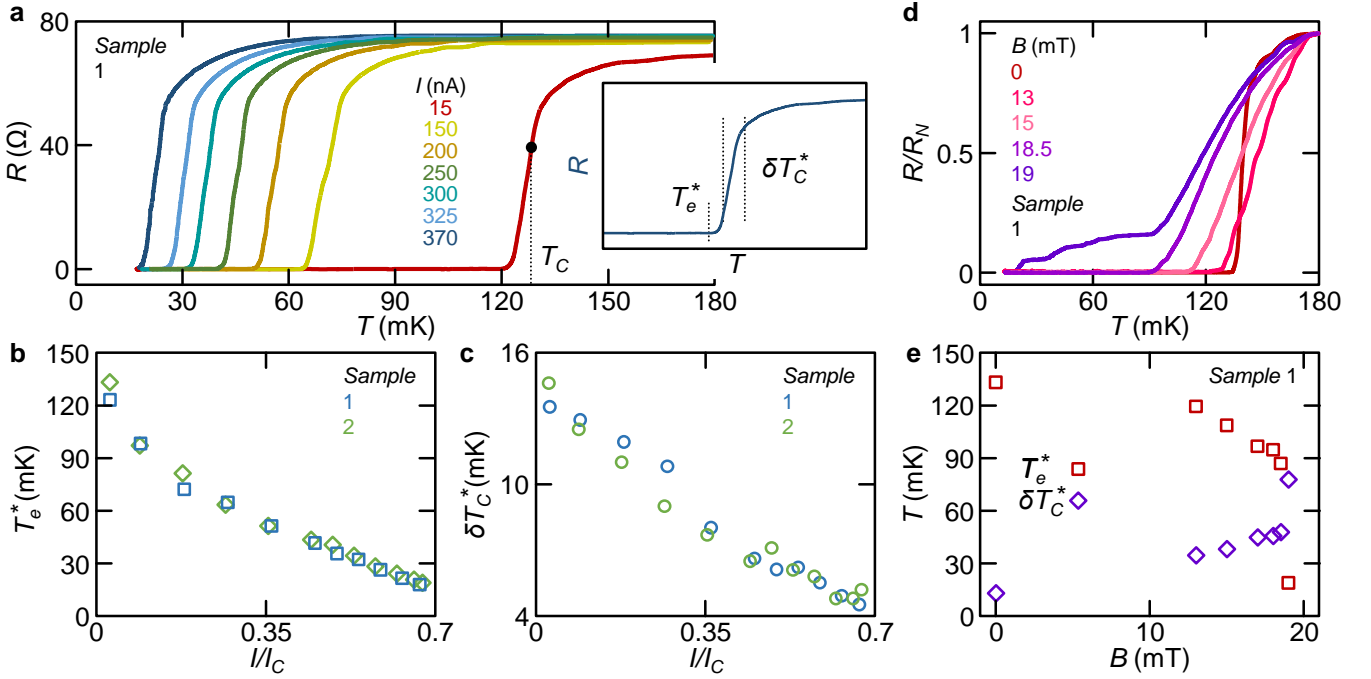 a
80
40
0
R (Ω)
Sample
1
I (nA)
15
150
200
250
300
325
370
T_C
0 30 60 90 120 150 180
T (mK)
R
T_e^*
δT_C^*
T
d
1
0.5
0
R/R_N
B (mT)
0
13
15
18.5
19
Sample
1
0 60 120 180
T (mK)
b
150
120
90
60
30
0
T_e^* (mK)
Sample
1
2
0 0.35 0.7
I/I_C
c
16
10
4
δT_C^* (mK)
Sample
1
2
0 0.35 0.7
I/I_C
e
150
120
90
60
30
0
T (mK)
Sample 1
T_e^*
δT_C^*
0 10 20
B (mT)